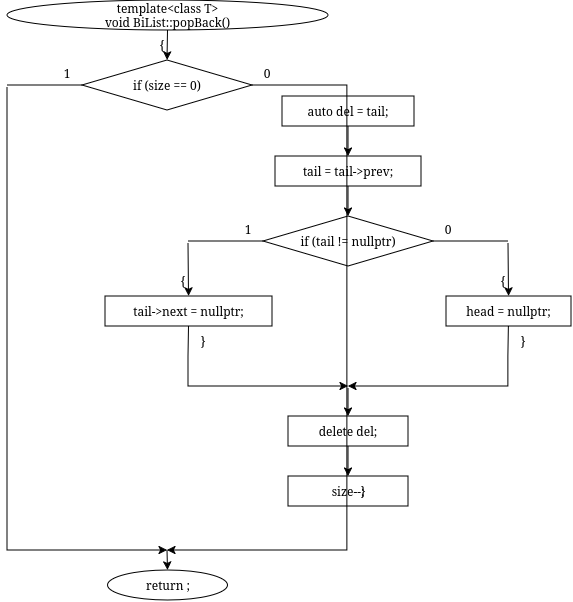 template<class T>
void BiList::popBack()
{
1
if (size == 0)
0
auto del = tail;
tail = tail->prev;
1
if (tail != nullptr)
0
{
{
tail->next = nullptr;
head = nullptr;
}
}
delete del;
size--}
return ;